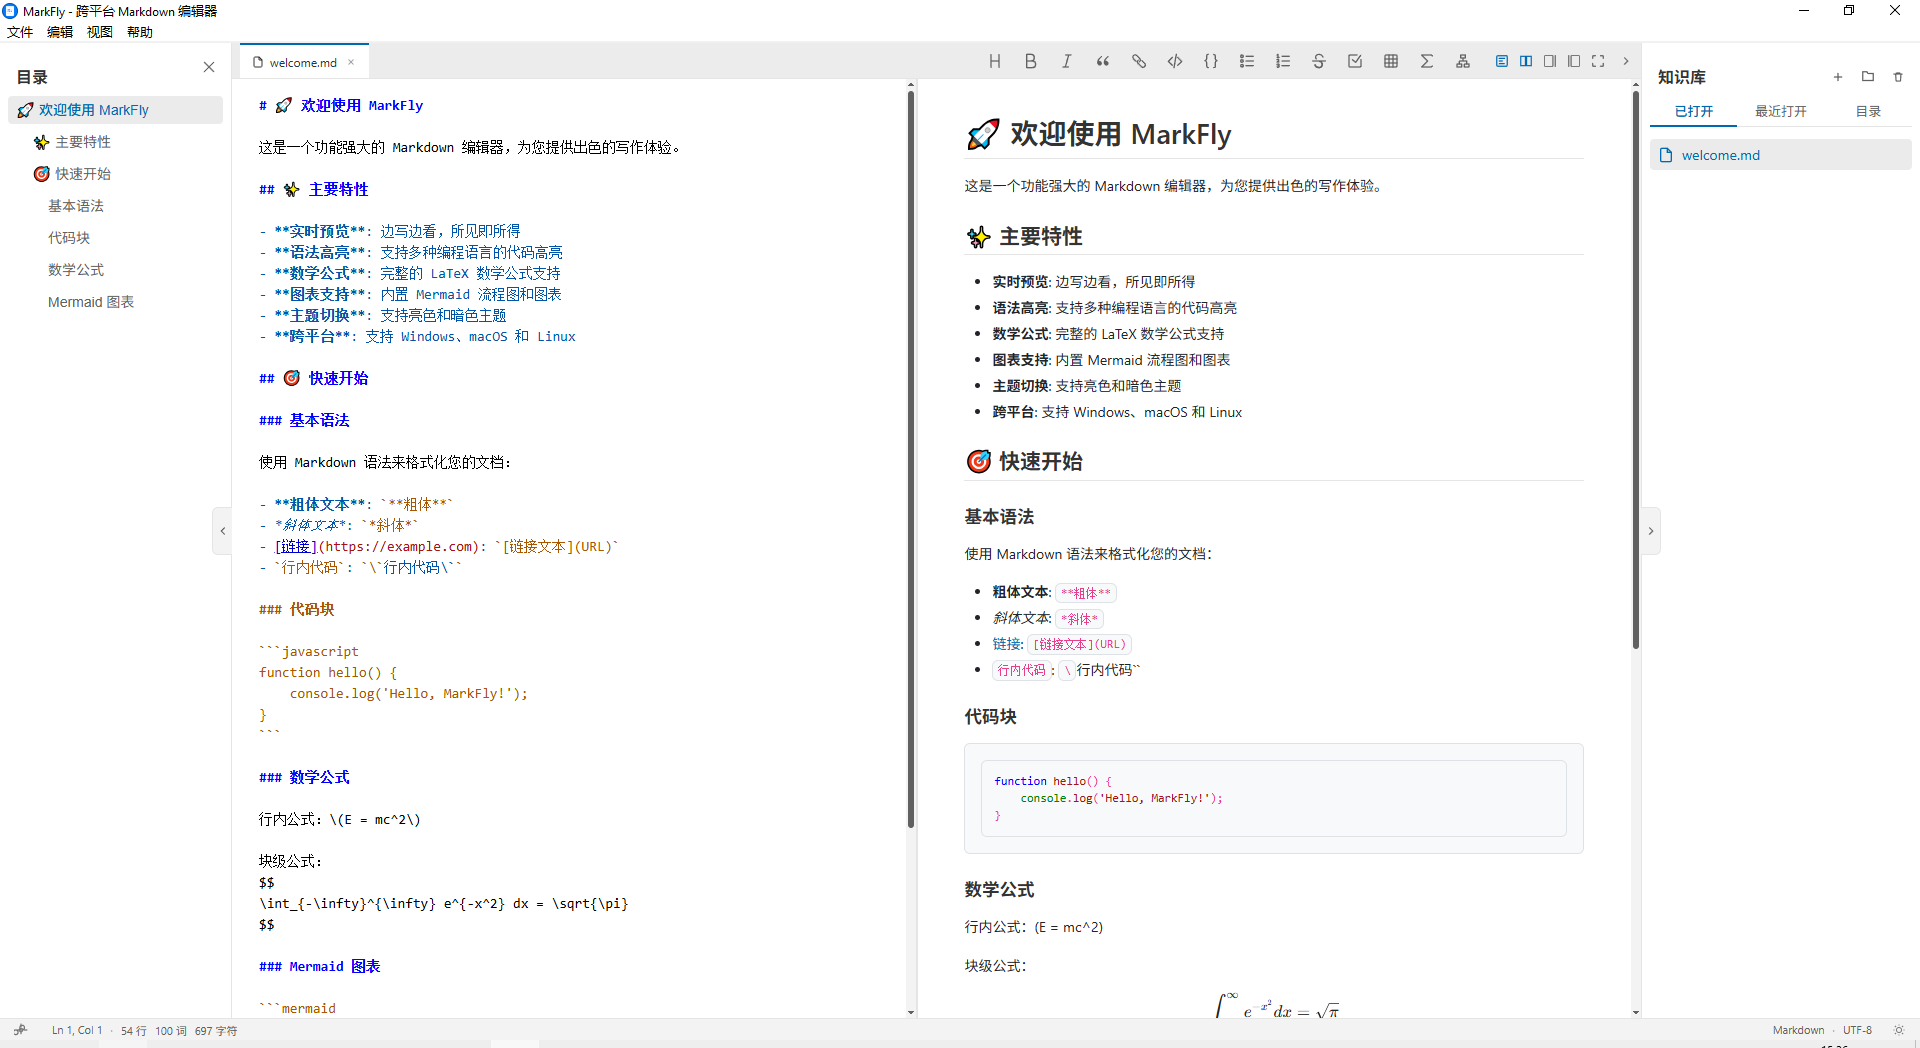 MarkFly - 跨平台 Markdown 编辑器
文件 编辑 视图 帮助
目录
🚀 欢迎使用 MarkFly
✨ 主要特性
🎯 快速开始
基本语法
代码块
数学公式
Mermaid 图表
welcome.md
# 🚀 欢迎使用 MarkFly
这是一个功能强大的 Markdown 编辑器，为您提供出色的写作体验。
## ✨ 主要特性
- **实时预览**: 边写边看，所见即所得
- **语法高亮**: 支持多种编程语言的代码高亮
- **数学公式**: 完整的 LaTeX 数学公式支持
- **图表支持**: 内置 Mermaid 流程图和图表
- **主题切换**: 支持亮色和暗色主题
- **跨平台**: 支持 Windows、macOS 和 Linux
## 🎯 快速开始
### 基本语法
使用 Markdown 语法来格式化您的文档：
- **粗体文本**: `**粗体**`
- *斜体文本*: `*斜体*`
- [链接](https://example.com): `[链接文本](URL)`
- `行内代码`: `\`行内代码\``
### 代码块
```javascript
function hello() {
    console.log('Hello, MarkFly!');
}
```
### 数学公式
行内公式：\(E = mc^2\)
块级公式：
$$
\int_{-\infty}^{\infty} e^{-x^2} dx = \sqrt{\pi}
$$
### Mermaid 图表
```mermaid
🚀 欢迎使用 MarkFly
这是一个功能强大的 Markdown 编辑器，为您提供出色的写作体验。
✨ 主要特性
• 实时预览: 边写边看，所见即所得
• 语法高亮: 支持多种编程语言的代码高亮
• 数学公式: 完整的 LaTeX 数学公式支持
• 图表支持: 内置 Mermaid 流程图和图表
• 主题切换: 支持亮色和暗色主题
• 跨平台: 支持 Windows、macOS 和 Linux
🎯 快速开始
基本语法
使用 Markdown 语法来格式化您的文档：
• 粗体文本: **粗体**
• 斜体文本: *斜体*
• 链接: [链接文本](URL)
• 行内代码: \行内代码``
代码块
function hello() {
    console.log('Hello, MarkFly!');
}
数学公式
行内公式：(E = mc^2)
块级公式：
∫^∞ e^{-x^2} dx = √π
知识库
已打开 最近打开 目录
welcome.md
Ln 1, Col 1 · 54 行 100 词 697 字符
Markdown · UTF-8